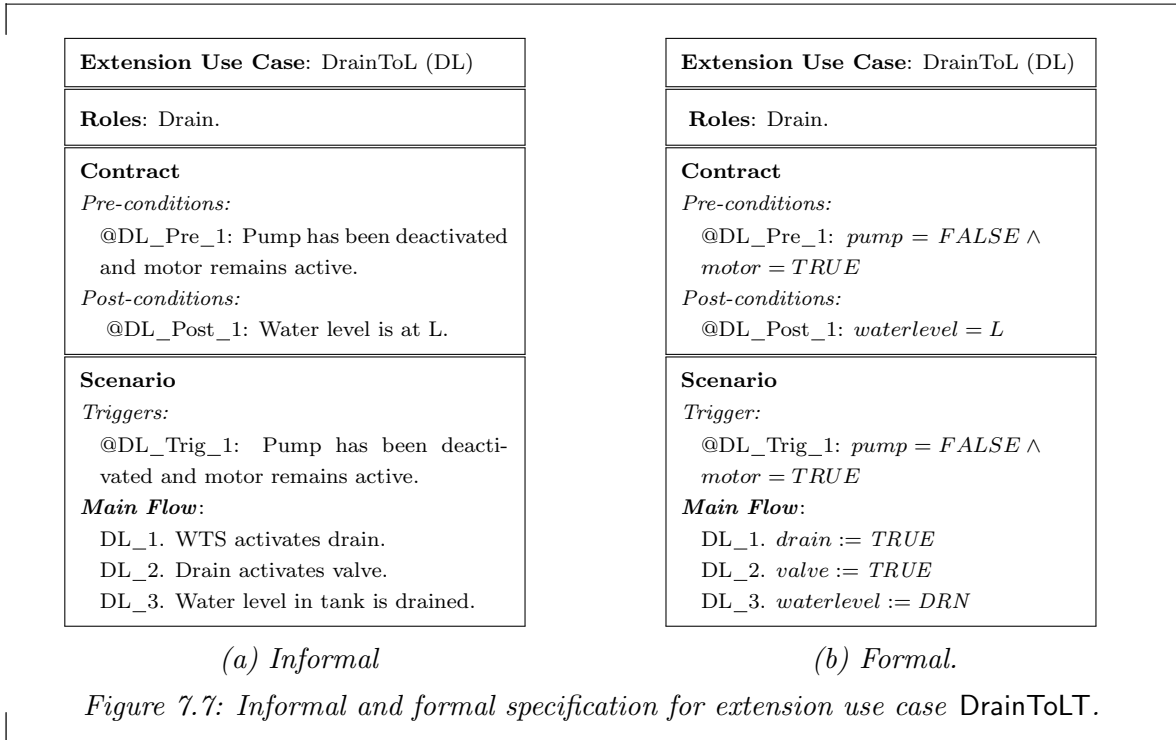 Extension Use Case: DrainToL (DL)
Roles: Drain.
Contract
Pre-conditions:
@DL_Pre_1: Pump has been deactivated
and motor remains active.
Post-conditions:
@DL_Post_1: Water level is at L.
Scenario
Triggers:
@DL_Trig_1: Pump has been deacti-
vated and motor remains active.
Main Flow:
DL_1. WTS activates drain.
DL_2. Drain activates valve.
DL_3. Water level in tank is drained.
(a) Informal
Extension Use Case: DrainToL (DL)
Roles: Drain.
Contract
Pre-conditions:
@DL_Pre_1: pump = FALSE ∧
motor = TRUE
Post-conditions:
@DL_Post_1: waterlevel = L
Scenario
Trigger:
@DL_Trig_1: pump = FALSE ∧
motor = TRUE
Main Flow:
DL_1. drain := TRUE
DL_2. valve := TRUE
DL_3. waterlevel := DRN
(b) Formal.
Figure 7.7: Informal and formal specification for extension use case DrainToLT.